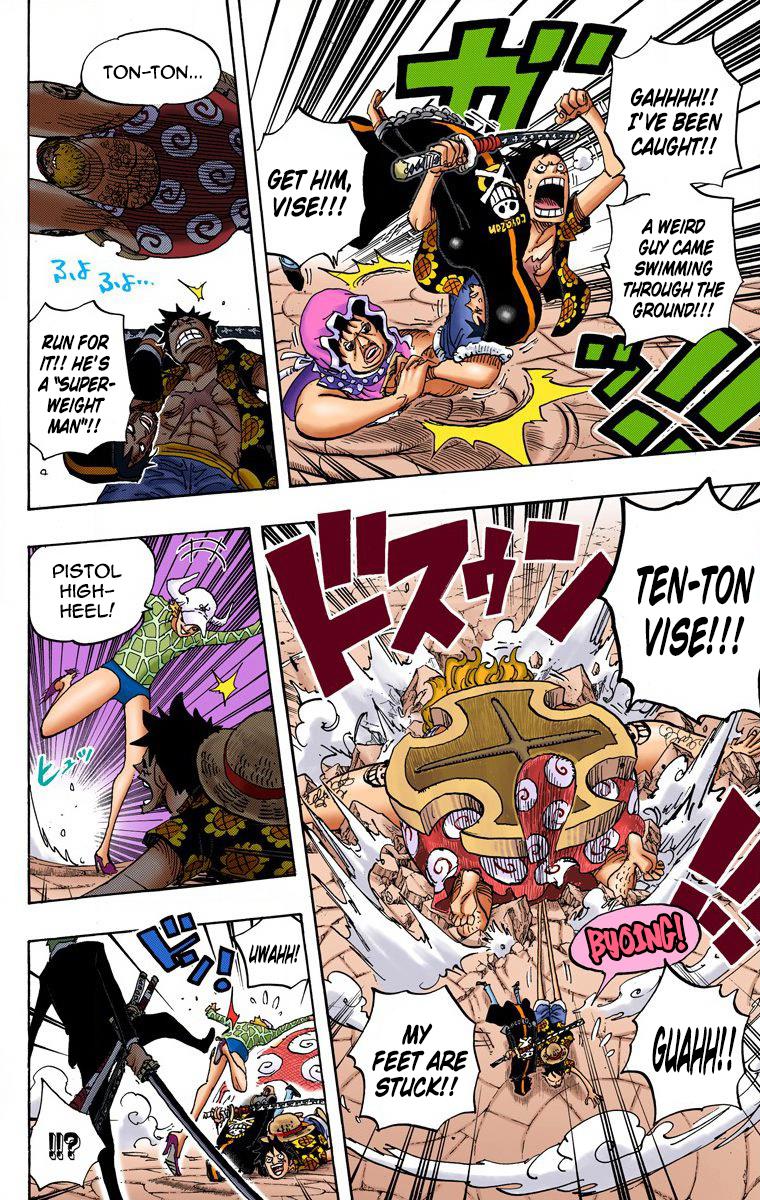 GAHHHH!!
I'VE BEEN
CAUGHT!!
ガッ!!
GET HIM,
VISE!!!
A WEIRD
GUY CAME
SWIMMING
THROUGH THE
GROUND!!!
TON-TON...
ふよ
ふよ…
RUN FOR
IT!! HE'S
A "SUPER-
WEIGHT
MAN"!!
TEN-TON
VISE!!!
ドスゥン!!!
BYOING!
GUAHH!!
MY
FEET ARE
STUCK!!
PISTOL
HIGH-
HEEL!
ヒュッ
UWAHH!
!!?